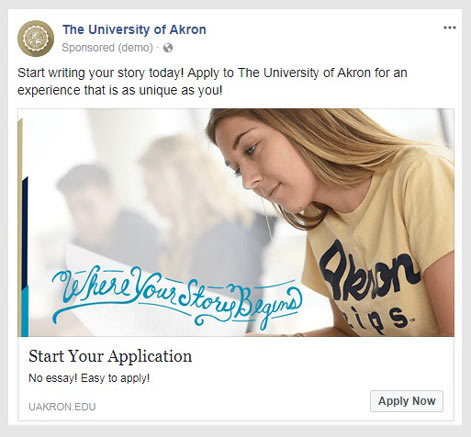 The University of Akron
Sponsored (demo) ·
Start writing your story today! Apply to The University of Akron for an
experience that is as unique as you!
Where Your Story Begins
Akron
Zips
Start Your Application
No essay! Easy to apply!
UAKRON.EDU
Apply Now